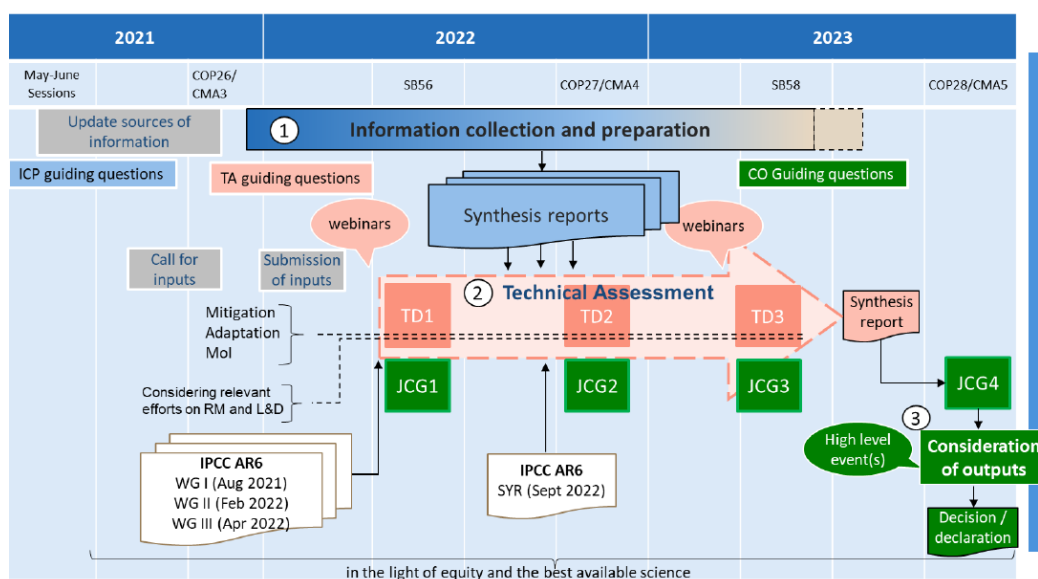 2021
2022
2023
May-June
Sessions
COP26/
CMA3
SB56
COP27/CMA4
SB58
COP28/CMA5
Update sources of
information
1
Information collection and preparation
ICP guiding questions
TA guiding questions
CO Guiding questions
webinars
Synthesis reports
webinars
Call for
inputs
Submission
of inputs
2
Technical Assessment
Mitigation
Adaptation
MoI
TD1
TD2
TD3
Synthesis
report
Considering relevant
efforts on RM and L&D
JCG1
JCG2
JCG3
JCG4
3
High level
event(s)
Consideration
of outputs
IPCC AR6
WG I (Aug 2021)
WG II (Feb 2022)
WG III (Apr 2022)
IPCC AR6
SYR (Sept 2022)
Decision /
declaration
in the light of equity and the best available science